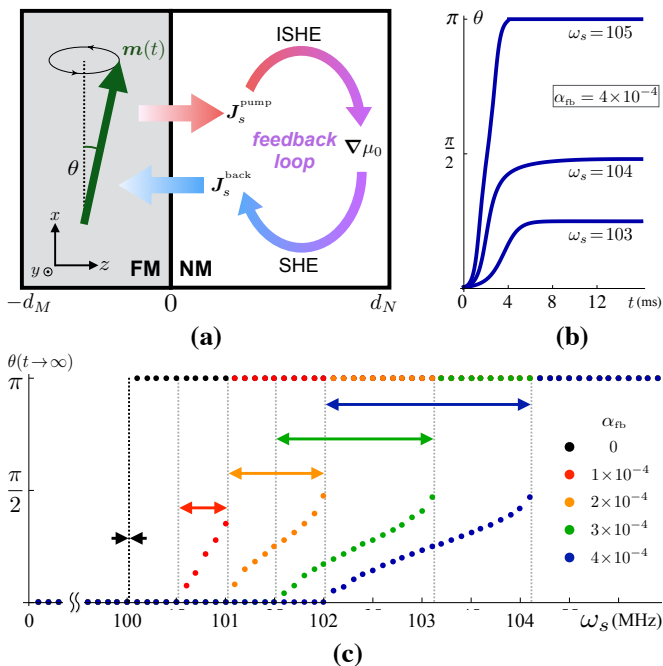 ISHE
m(t)
J_s^pump
feedback
loop
∇μ₀
θ
J_s^back
SHE
x
y
z
FM
NM
−d_M
0
d_N
(a)
π
θ
ω_s=105
α_fb = 4×10⁻⁴
π/2
ω_s=104
ω_s=103
0
0
4
8
12
t(ms)
(b)
θ(t→∞)
π
π/2
α_fb
0
1×10⁻⁴
2×10⁻⁴
3×10⁻⁴
4×10⁻⁴
0
100
101
102
103
104
ω_s(MHz)
(c)